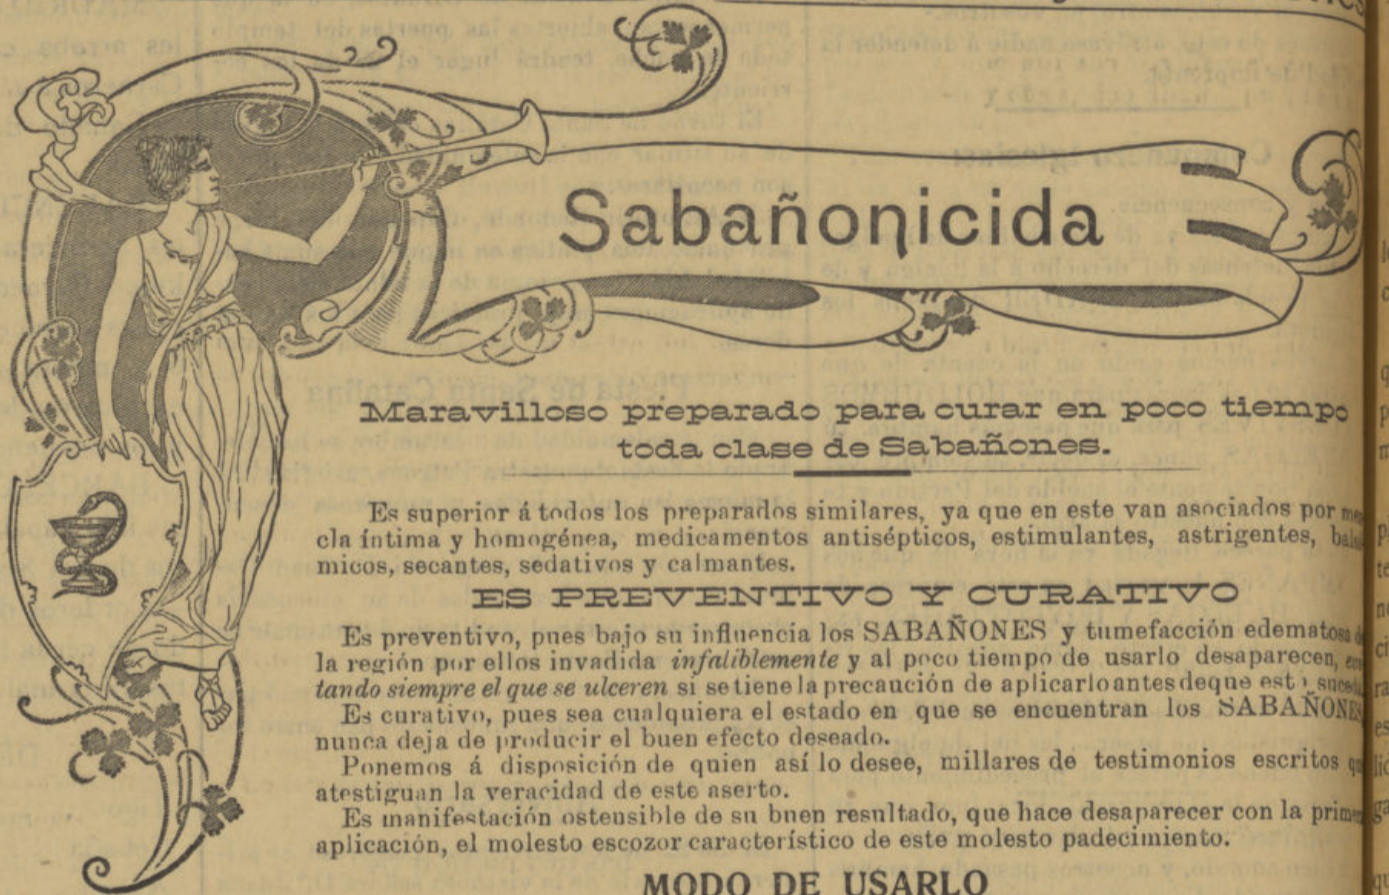 Sabañonicida
Maravilloso preparado para curar en poco tiempo
toda clase de Sabañones.
Es superior á todos los preparados similares, ya que en este van asociados por
cla íntima y homogénea, medicamentos antisépticos, estimulantes, astrigentes,
micos, secantes, sedativos y calmantes.
ES PREVENTIVO Y CURATIVO
Es preventivo, pues bajo su influencia los SABAÑONES y tumefacción edematosa
la región por ellos invadida infaliblemente y al poco tiempo de usarlo desaparecen,
tando siempre el que se ulceren si se tiene la precaución de aplicarlo antes de que esto
Es curativo, pues sea cualquiera el estado en que se encuentran los SABAÑONES
nunca deja de producir el buen efecto deseado.
Ponemos á disposición de quien así lo desee, millares de testimonios escritos
atestiguan la veracidad de este aserto.
Es manifestación ostensible de su buen resultado, que hace desaparecer con la
aplicación, el molesto escozor característico de este molesto padecimiento.
MODO DE USARLO